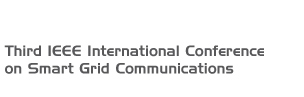 Third IEEE International Conference
on Smart Grid Communications